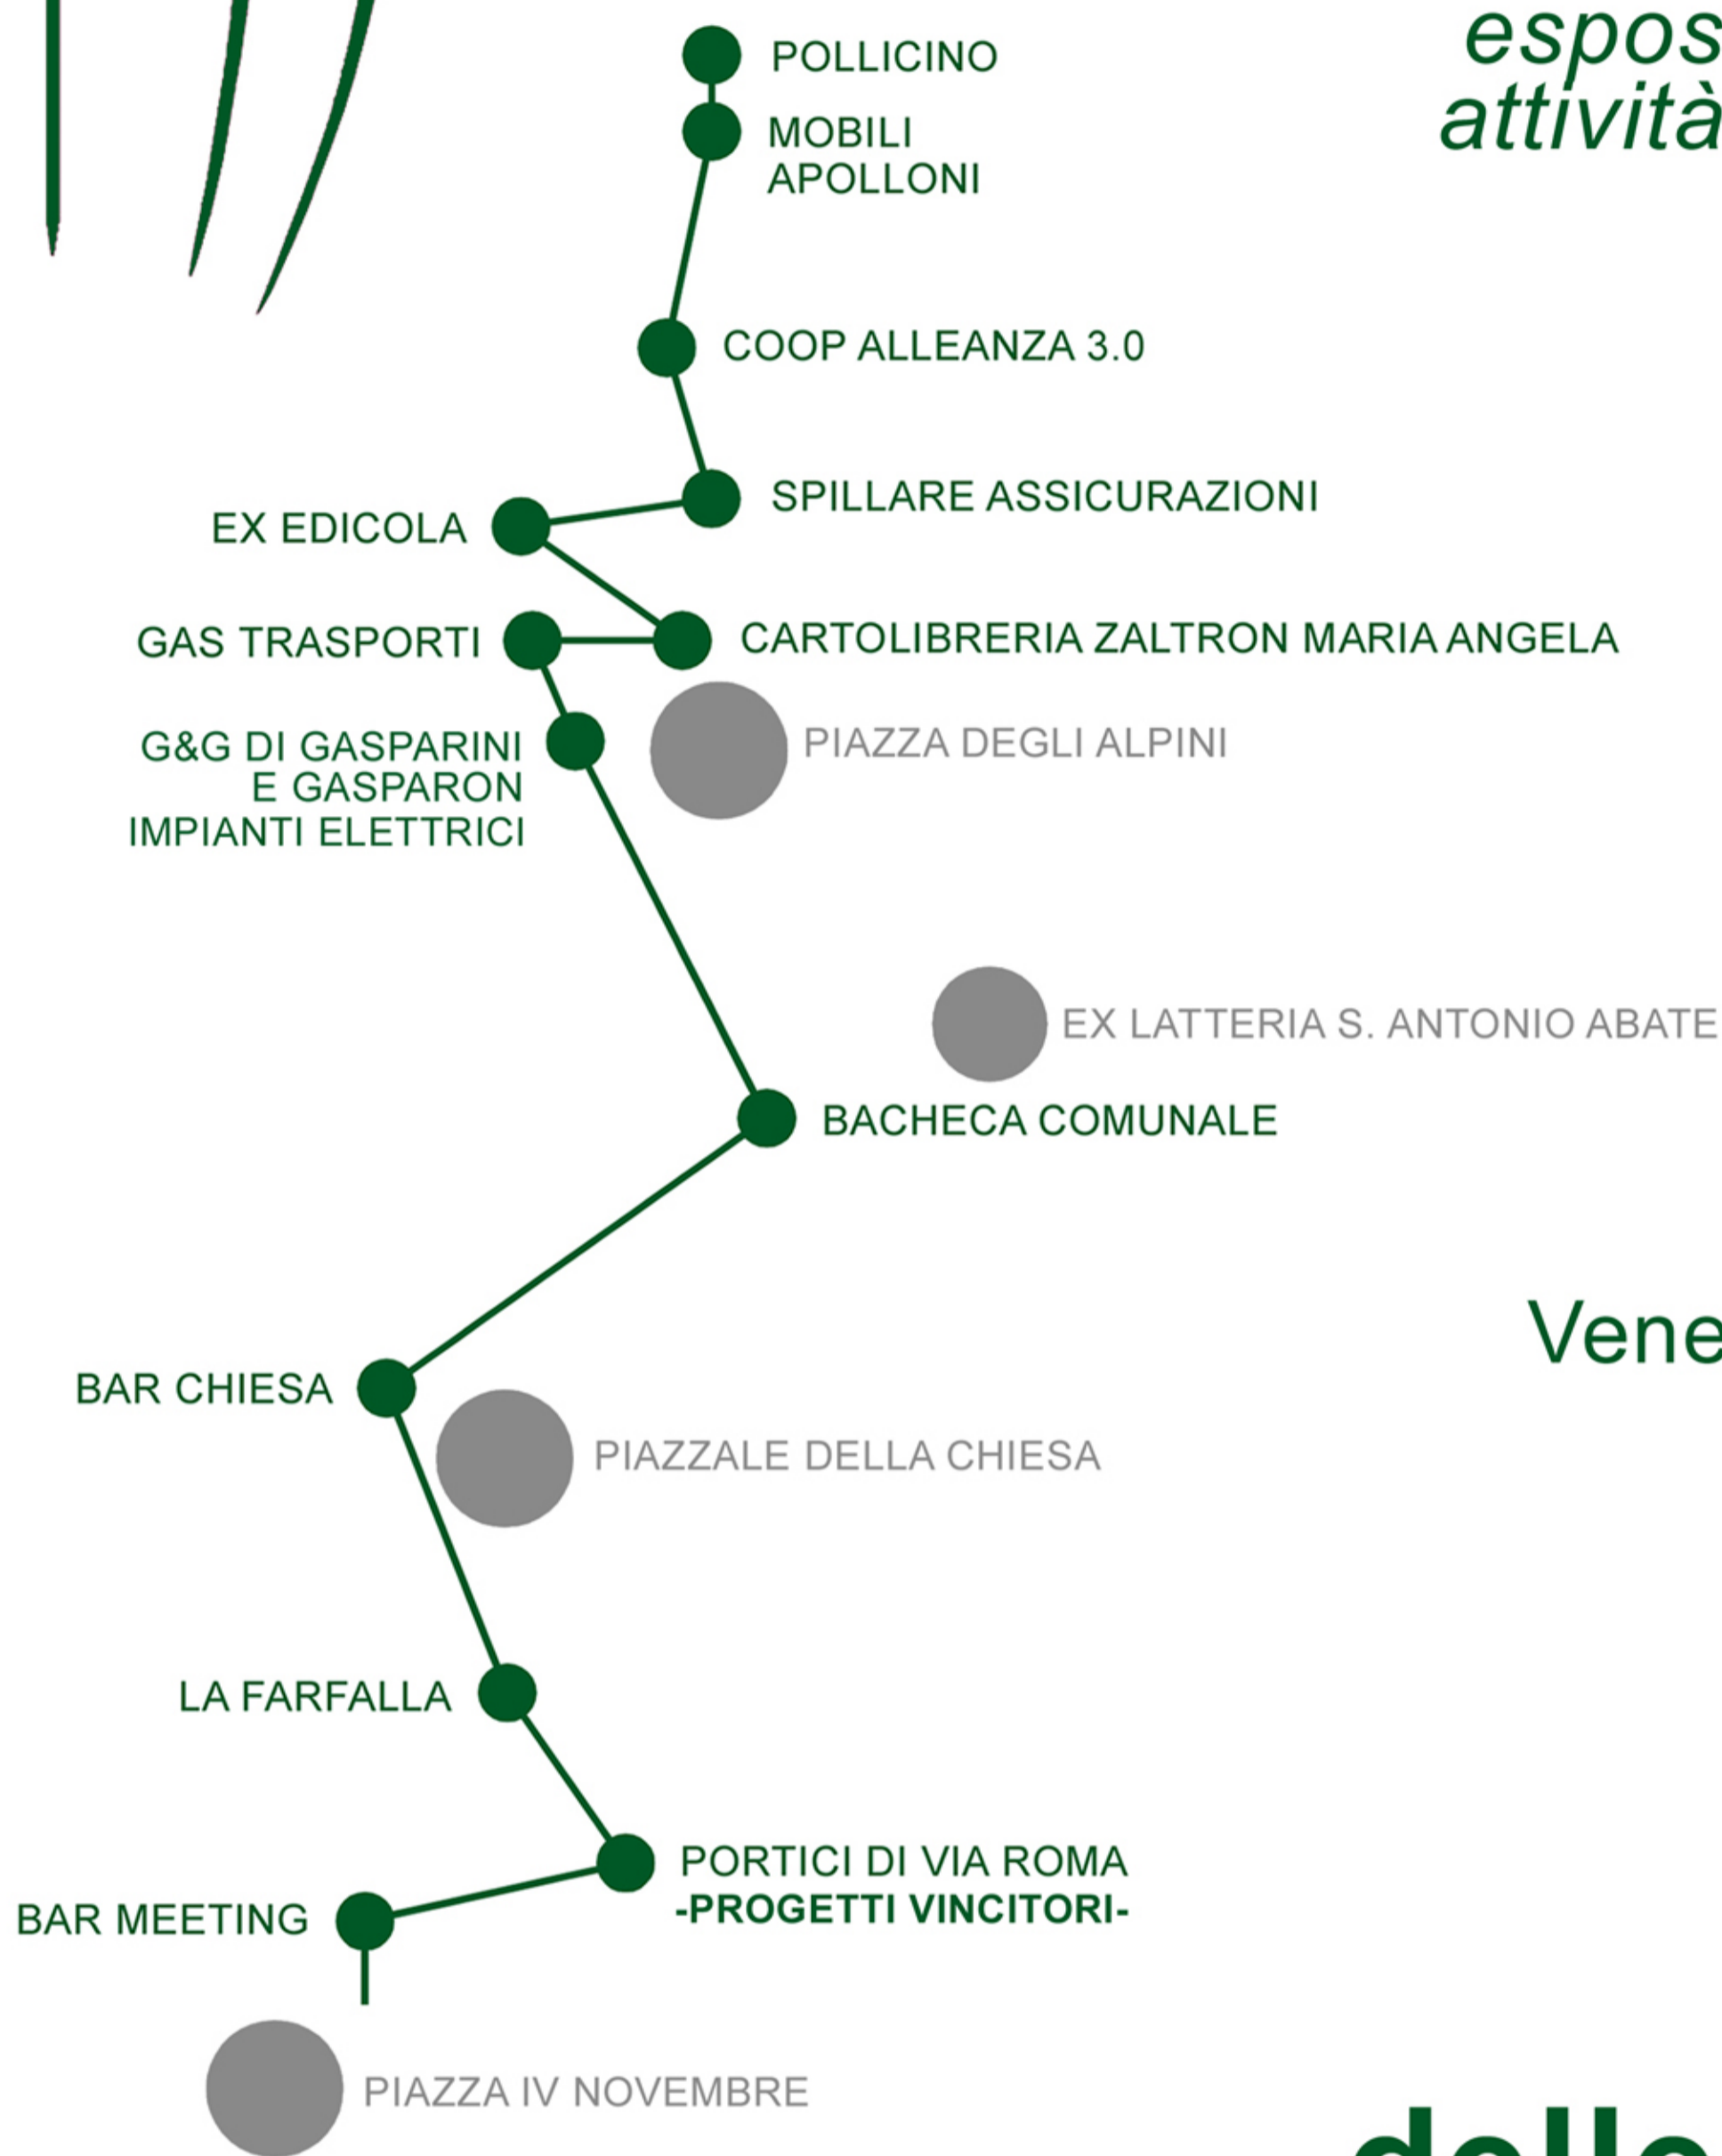 POLLICINO
MOBILI
APOLLONI
COOP ALLEANZA 3.0
SPILLARE ASSICURAZIONI
EX EDICOLA
CARTOLIBRERIA ZALTRON MARIA ANGELA
GAS TRASPORTI
G&G DI GASPARINI
E GASPARON
IMPIANTI ELETTRICI
PIAZZA DEGLI ALPINI
EX LATTERIA S. ANTONIO ABATE
BACHECA COMUNALE
BAR CHIESA
PIAZZALE DELLA CHIESA
LA FARFALLA
PORTICI DI VIA ROMA
-PROGETTI VINCITORI-
BAR MEETING
PIAZZA IV NOVEMBRE
espos
attività
Vene